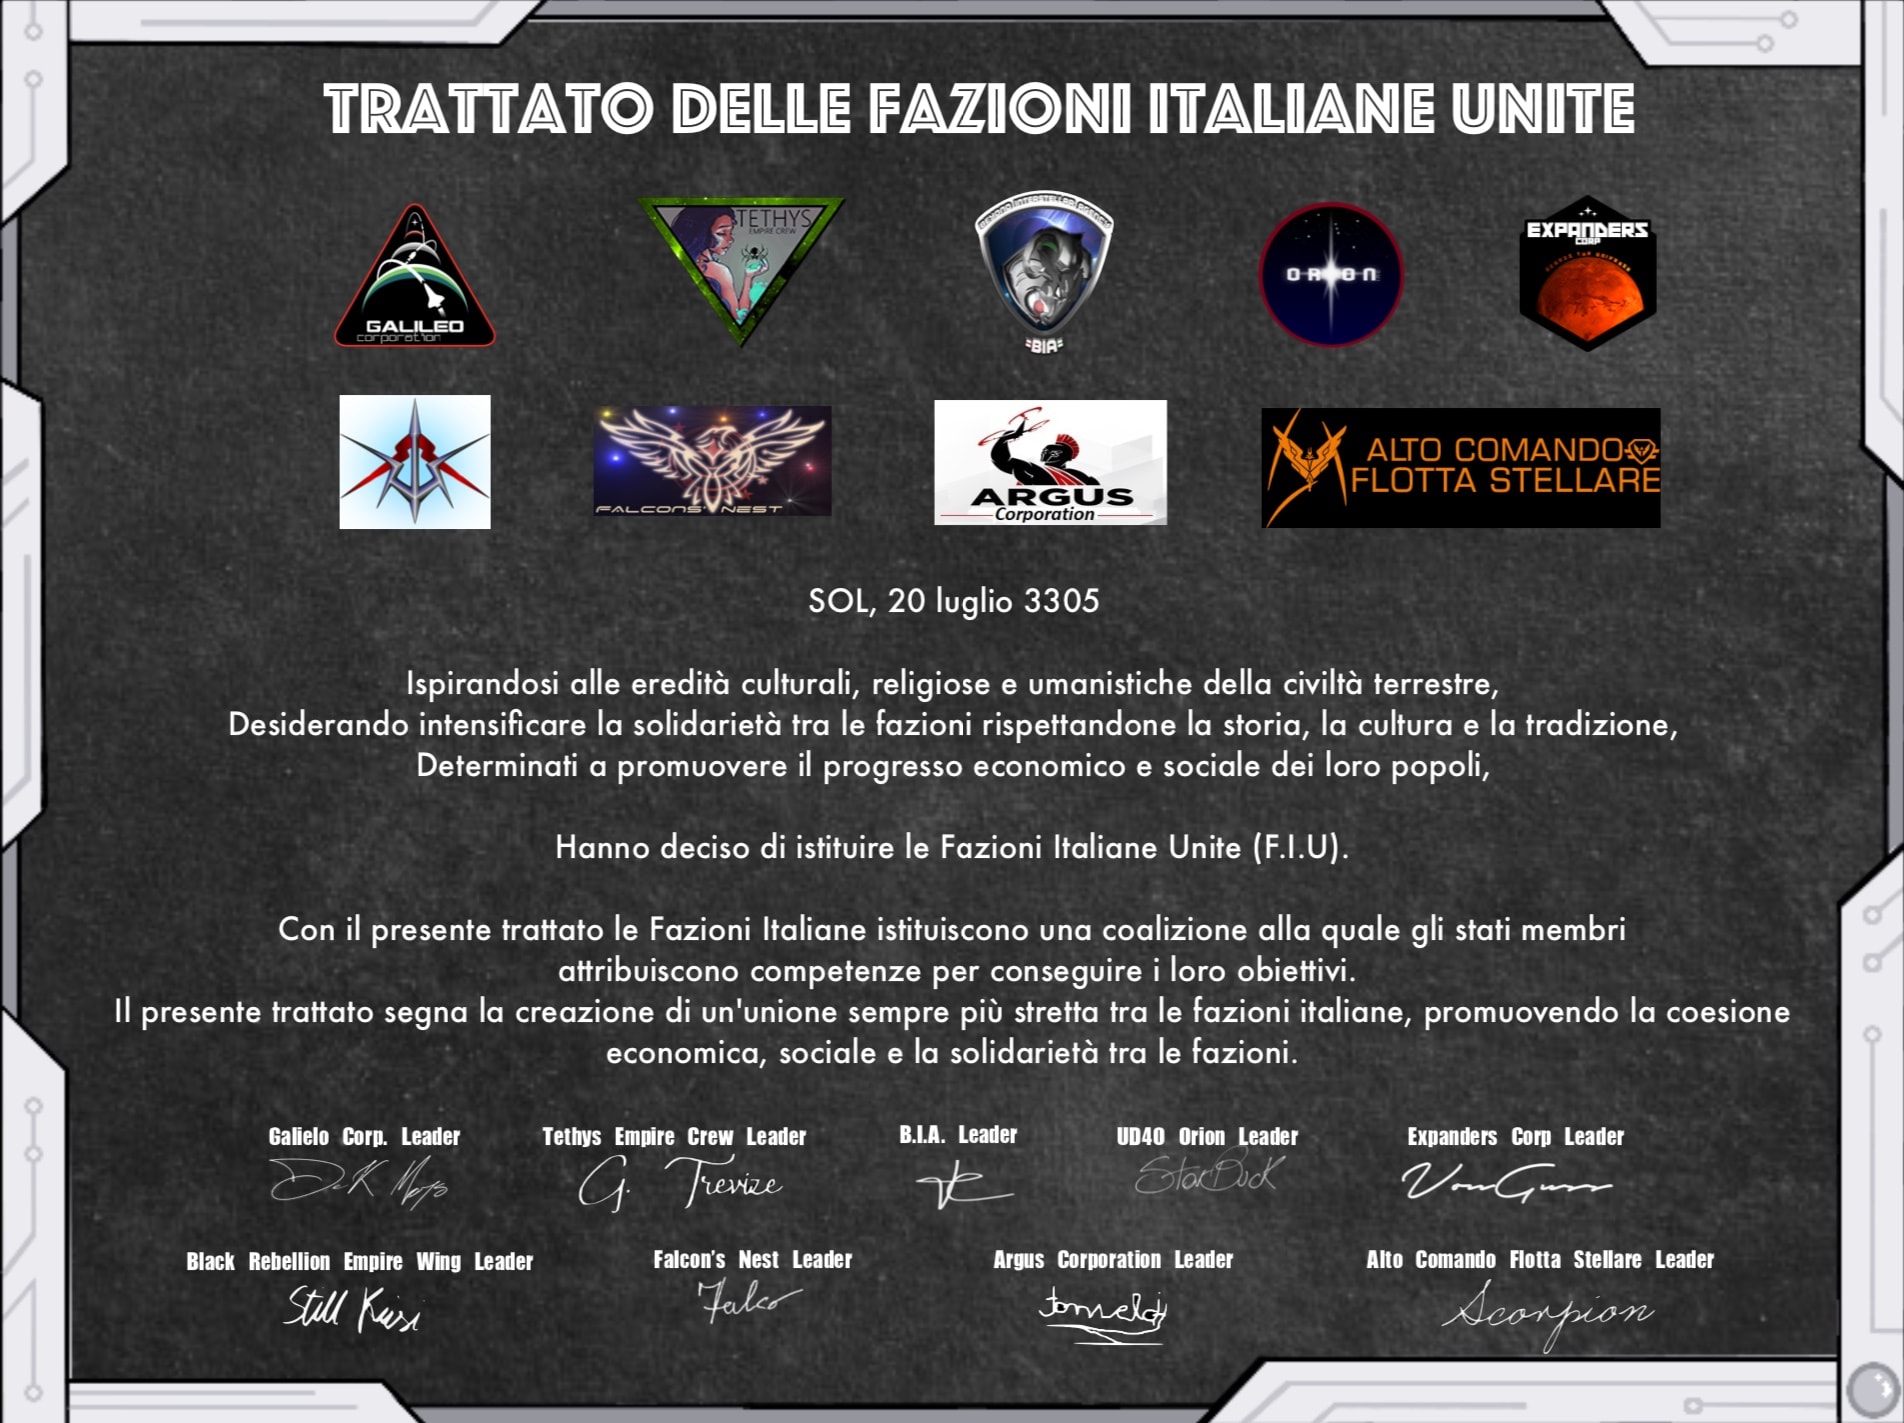 TRATTATO DELLE FAZIONI ITALIANE UNITE
GALILEO
corporation
TETHYS
EMPIRE CREW
BEYOND INTERSTELLAR AGENCY
BIA
ORION
EXPANDERS
CORP
FALCONS' NEST
ARGUS
Corporation
ALTO COMANDO
FLOTTA STELLARE
SOL, 20 luglio 3305
Ispirandosi alle eredità culturali, religiose e umanistiche della civiltà terrestre,
Desiderando intensificare la solidarietà tra le fazioni rispettandone la storia, la cultura e la tradizione,
Determinati a promuovere il progresso economico e sociale dei loro popoli,
Hanno deciso di istituire le Fazioni Italiane Unite (F.I.U).
Con il presente trattato le Fazioni Italiane istituiscono una coalizione alla quale gli stati membri
attribuiscono competenze per conseguire i loro obiettivi.
Il presente trattato segna la creazione di un'unione sempre più stretta tra le fazioni italiane, promuovendo la coesione
economica, sociale e la solidarietà tra le fazioni.
Galielo Corp. Leader
Tethys Empire Crew Leader
B.I.A. Leader
UD40 Orion Leader
Expanders Corp Leader
G. Trevize
StarBuck
Black Rebellion Empire Wing Leader
Falcon's Nest Leader
Argus Corporation Leader
Alto Comando Flotta Stellare Leader
Still
Falco
Scorpion